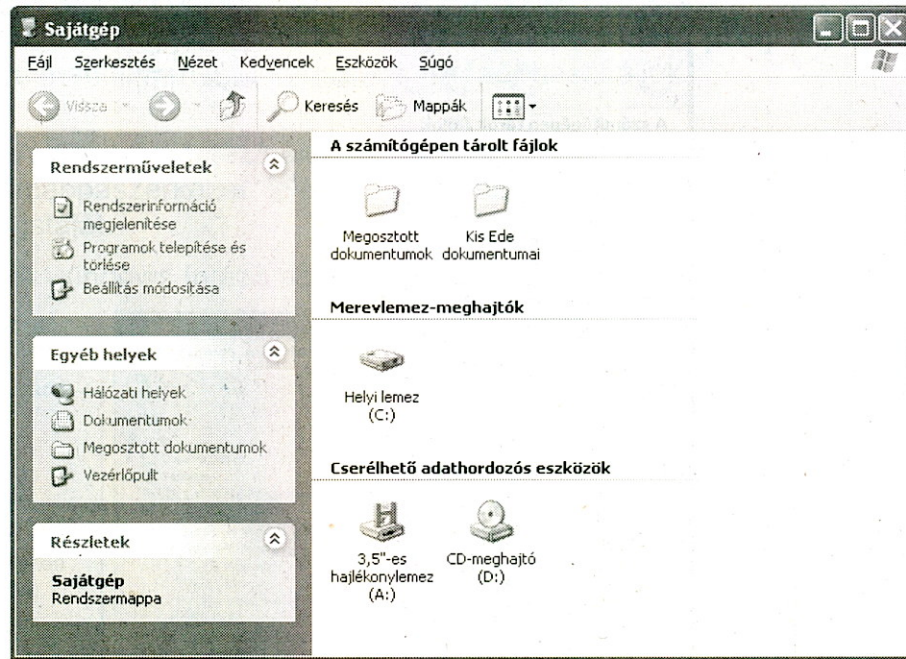 Sajátgép
Fájl Szerkesztés Nézet Kedvencek Eszközök Súgó
Vissza Keresés Mappák
Rendszerműveletek
Rendszerinformáció
megjelenítése
Programok telepítése és
törlése
Beállítás módosítása
Egyéb helyek
Hálózati helyek
Dokumentumok
Megosztott dokumentumok
Vezérlőpult
Részletek
Sajátgép
Rendszermappa
A számítógépen tárolt fájlok
Megosztott
dokumentumok
Kis Ede
dokumentumai
Merevlemez-meghajtók
Helyi lemez
(C:)
Cserélhető adathordozós eszközök
3,5"-es
hajlékonylemez
(A:)
CD-meghajtó
(D:)